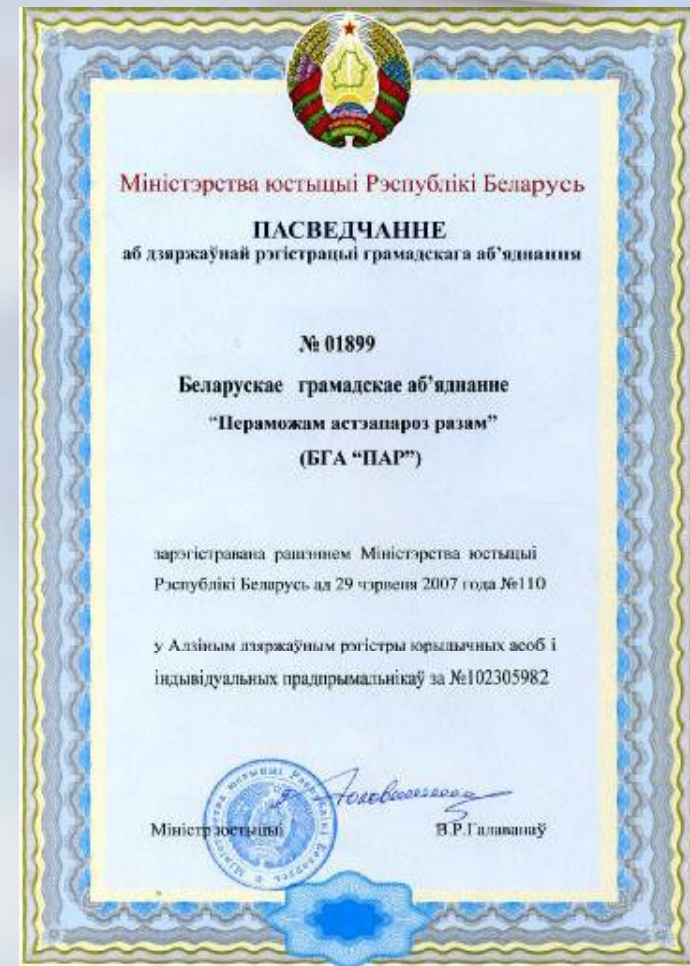 Міністэрства юстыцыі Рэспублікі Беларусь
ПАСВЕДЧАННЕ
аб дзяржаўнай рэгістрацыі грамадскага аб’яднання
№ 01899
Беларускае грамадскае аб’яднанне
“Пераможам астэапароз разам”
(БГА “ПАР”)
зарэгістравана рашэннем Міністэрства юстыцыі
Рэспублікі Беларусь ад 29 чэрвеня 2007 года №110
у Адзіным дзяржаўным рэгістры юрыдычных асоб і
індывідуальных прадпрымальнікаў за №102305982
Міністр юстыцыі В.Р.Галаванаў